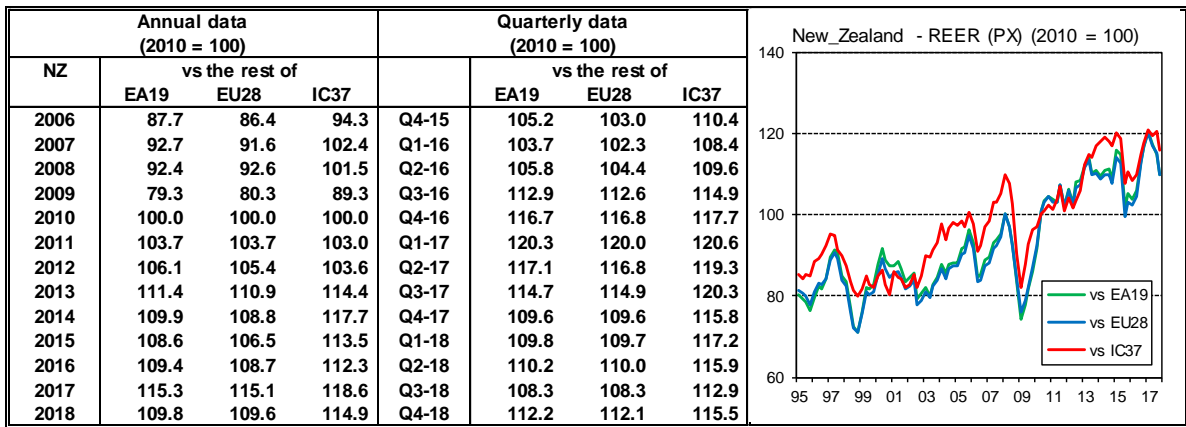 Annual data Quarterly data
(2010 = 100) (2010 = 100)
NZ vs the rest of vs the rest of
EA19 EU28 IC37 EA19 EU28 IC37
2006 87.7 86.4 94.3 Q4-15 105.2 103.0 110.4
2007 92.7 91.6 102.4 Q1-16 103.7 102.3 108.4
2008 92.4 92.6 101.5 Q2-16 105.8 104.4 109.6
2009 79.3 80.3 89.3 Q3-16 112.9 112.6 114.9
2010 100.0 100.0 100.0 Q4-16 116.7 116.8 117.7
2011 103.7 103.7 103.0 Q1-17 120.3 120.0 120.6
2012 106.1 105.4 103.6 Q2-17 117.1 116.8 119.3
2013 111.4 110.9 114.4 Q3-17 114.7 114.9 120.3
2014 109.9 108.8 117.7 Q4-17 109.6 109.6 115.8
2015 108.6 106.5 113.5 Q1-18 109.8 109.7 117.2
2016 109.4 108.7 112.3 Q2-18 110.2 110.0 115.9
2017 115.3 115.1 118.6 Q3-18 108.3 108.3 112.9
2018 109.8 109.6 114.9 Q4-18 112.2 112.1 115.5
New_Zealand - REER (PX) (2010 = 100)
140
120
100
80
60
95 97 99 01 03 05 07 09 11 13 15 17
vs EA19
vs EU28
vs IC37